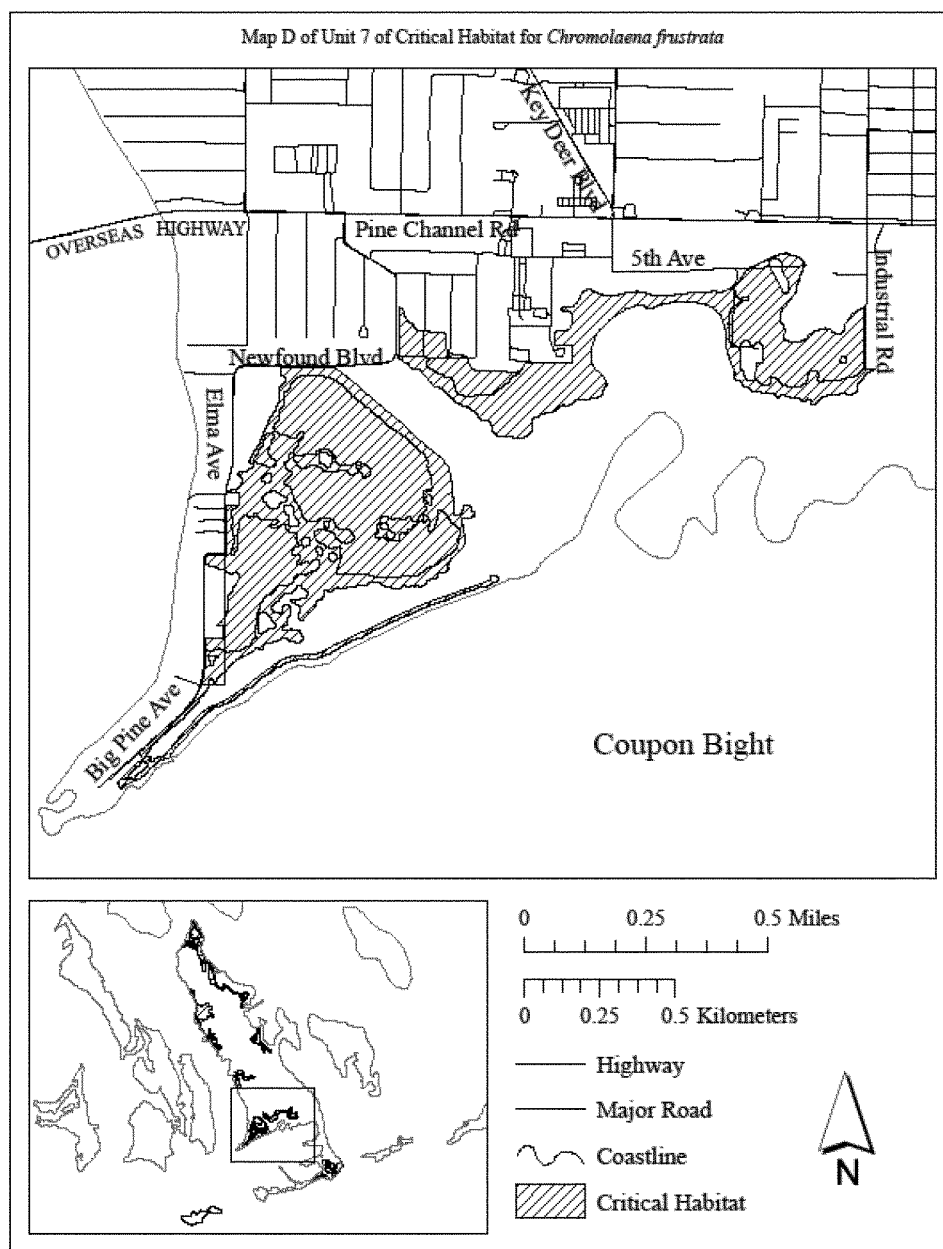 Map D of Unit 7 of Critical Habitat for Chromolaena frustrata
Key Deer Blvd
OVERSEAS HIGHWAY
Pine Channel Rd
5th Ave
Industrial Rd
Newfound Blvd
Elma Ave
Big Pine Ave
Coupon Bight
0 0.25 0.5 Miles
0 0.25 0.5 Kilometers
Highway
Major Road
Coastline
Critical Habitat
N